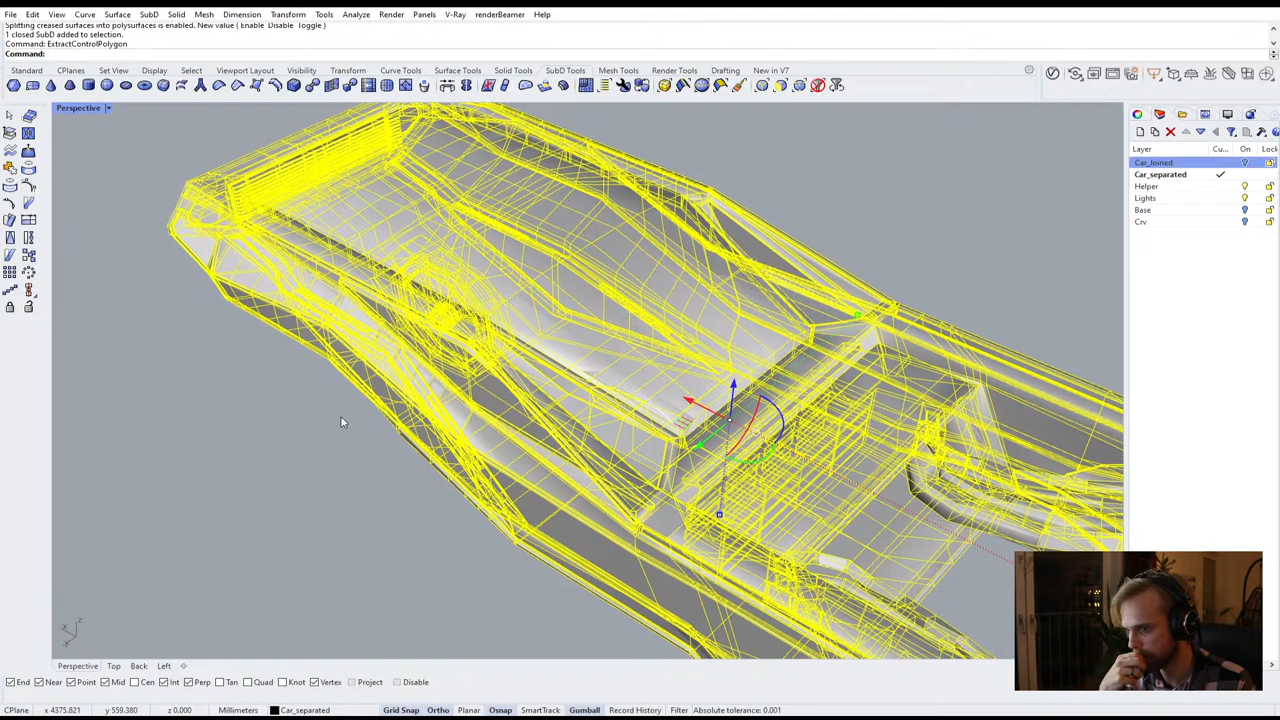 File Edit View Curve Surface SubD Solid Mesh Dimension Transform Tools Analyze Render Panels V-Ray renderBeamer Help
Splitting creased surfaces into polysurfaces is enabled. New value ( Enable Disable Toggle )
1 closed SubD added to selection.
Command: ExtractControlPolygon
Command:
Standard CPlanes Set View Display Select Viewport Layout Visibility Transform Curve Tools Surface Tools Solid Tools SubD Tools Mesh Tools Render Tools Drafting New in V7
Perspective
Layer Cu... On Lock
Car_Joined
Car_separated
Helper
Lights
Base
Crv
z
x
y
Perspective Top Back Left
End Near Point Mid Cen Int Perp Tan Quad Knot Vertex Project Disable
CPlane x 4375.821 y 559.380 z 0.000 Millimeters Car_separated Grid Snap Ortho Planar Osnap SmartTrack Gumball Record History Filter Absolute tolerance: 0.001